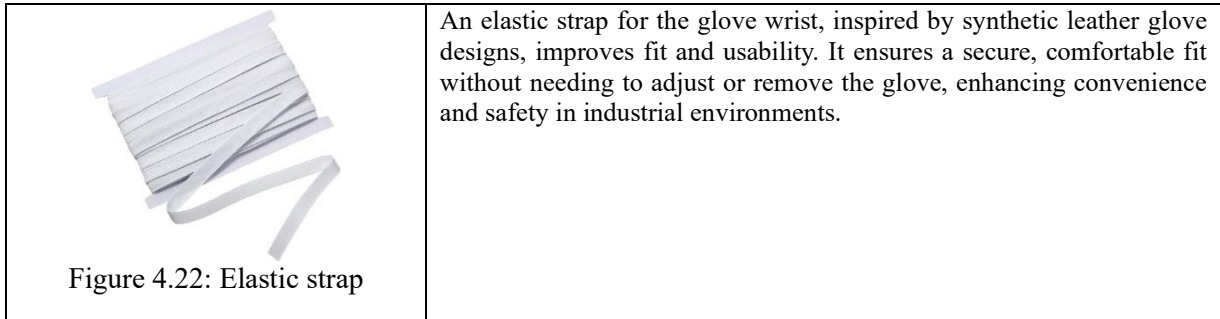 An elastic strap for the glove wrist, inspired by synthetic leather glove
designs, improves fit and usability. It ensures a secure, comfortable fit
without needing to adjust or remove the glove, enhancing convenience
and safety in industrial environments.
Figure 4.22: Elastic strap